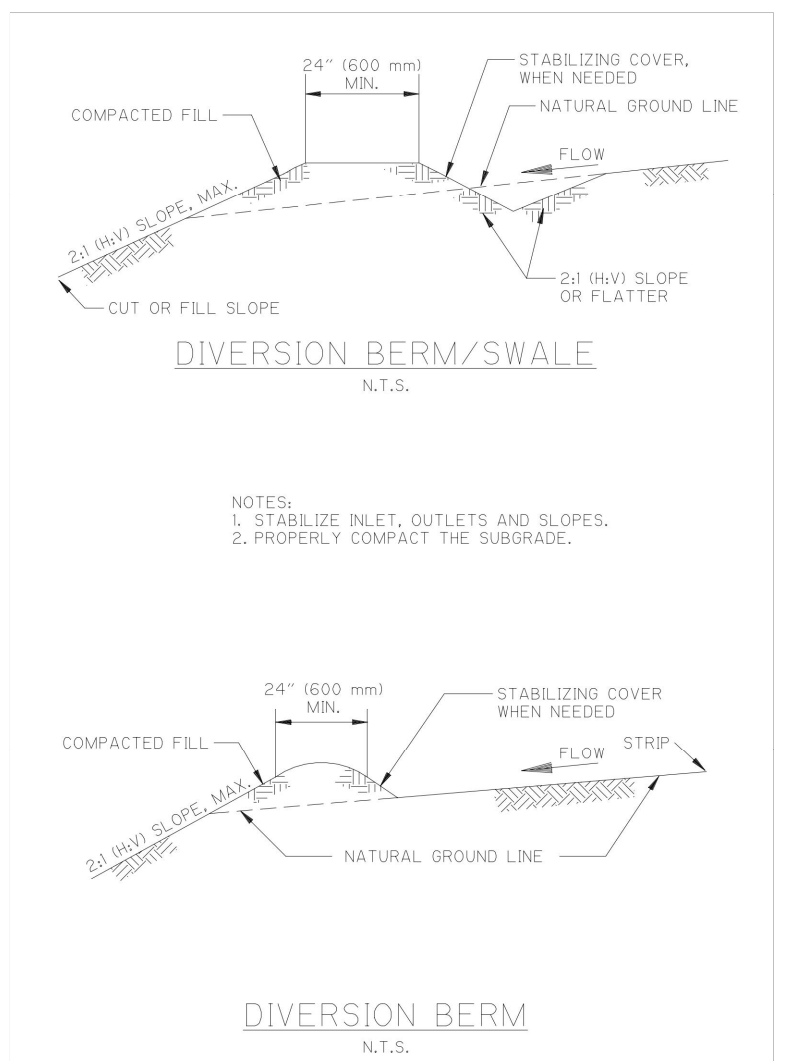 24" (600 mm)
MIN.
STABILIZING COVER,
WHEN NEEDED
NATURAL GROUND LINE
COMPACTED FILL
FLOW
2:1 (H:V) SLOPE, MAX.
2:1 (H:V) SLOPE
OR FLATTER
CUT OR FILL SLOPE
DIVERSION BERM/SWALE
N.T.S.
NOTES:
1. STABILIZE INLET, OUTLETS AND SLOPES.
2. PROPERLY COMPACT THE SUBGRADE.
24" (600 mm)
MIN.
STABILIZING COVER
WHEN NEEDED
COMPACTED FILL
FLOW
STRIP
2:1 (H:V) SLOPE, MAX.
NATURAL GROUND LINE
DIVERSION BERM
N.T.S.